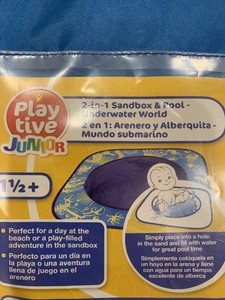 Play
tive
JUNIOR
2-in-1 Sandbox & Pool -
Underwater World
2 en 1: Arenero y Alberquita -
Mundo submarino
1½+
• Perfect for a day at the
beach or a play-filled
adventure in the sandbox
• Perfecto para un día en
la playa o una aventura
llena de juego en el
arenero
Simply place into a hole
in the sand and fill with water
for great pool time
Simplemente colóquela en
un hoyo en la arena y llene
con agua para un tiempo
excelente de alberca